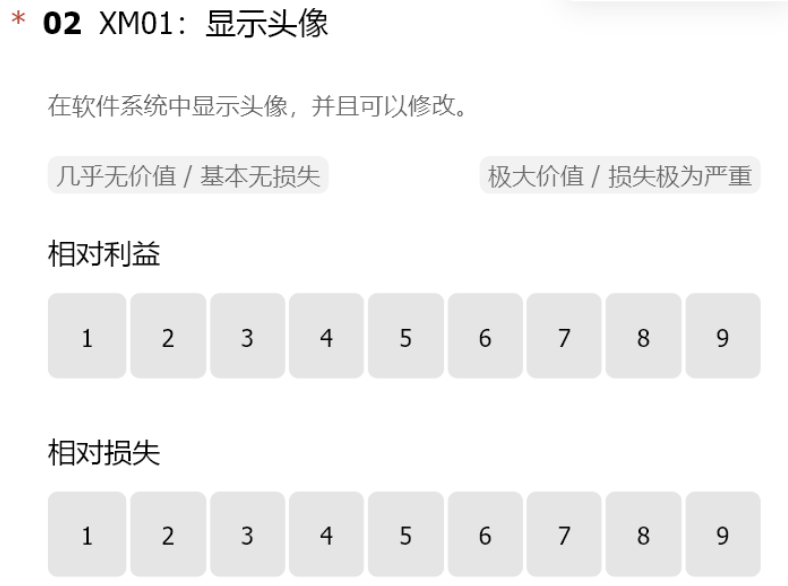 * 02 XM01：显示头像
在软件系统中显示头像，并且可以修改。
几乎无价值 / 基本无损失 极大价值 / 损失极为严重
相对利益
1 2 3 4 5 6 7 8 9
相对损失
1 2 3 4 5 6 7 8 9